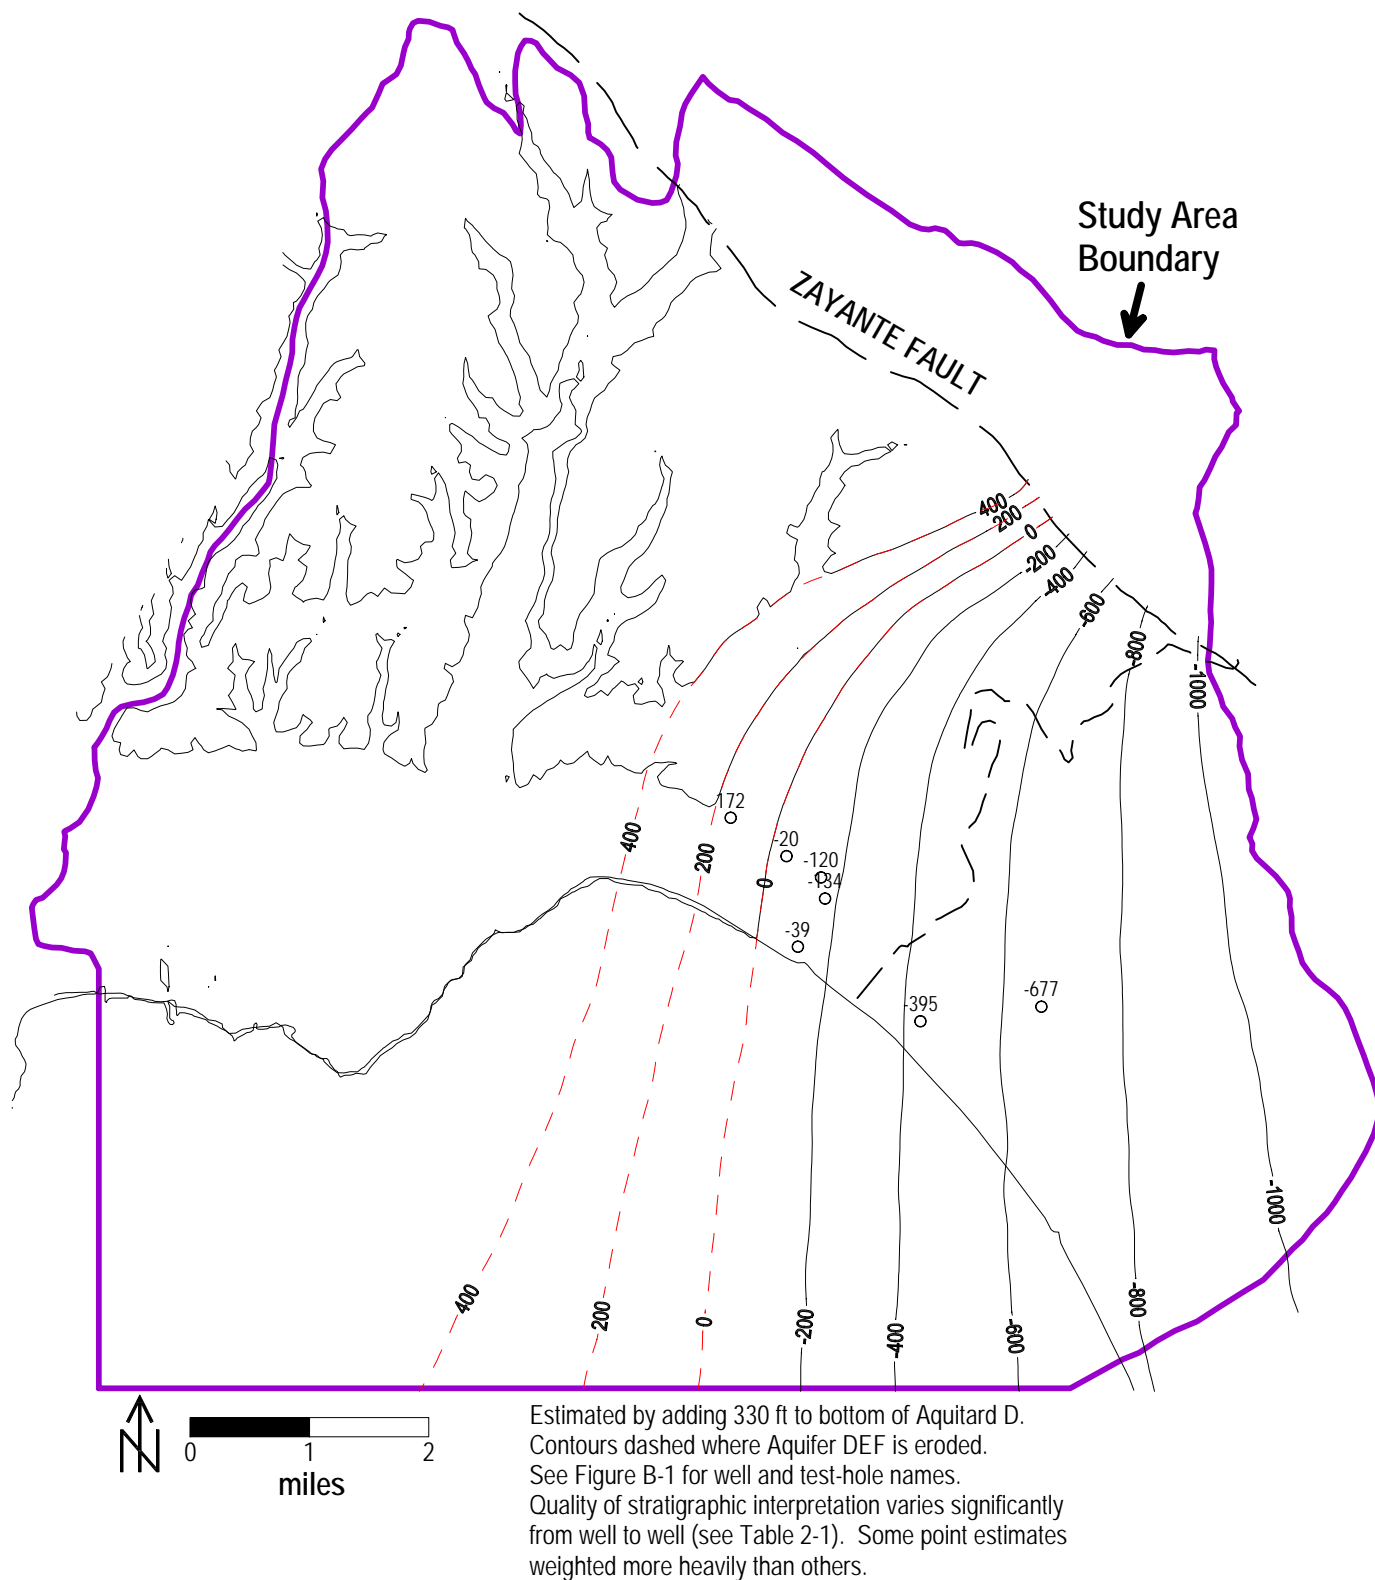 Study Area
Boundary
ZAYANTE FAULT
400
200
0
-200
-400
-600
-800
-1000
172
-20
-120
-134
-39
-395
-677
400
200
0
400
200
0
-200
-400
-600
-800
-1000
N
0
1
2
miles
Estimated by adding 330 ft to bottom of Aquitard D.
Contours dashed where Aquifer DEF is eroded.
See Figure B-1 for well and test-hole names.
Quality of stratigraphic interpretation varies significantly
from well to well (see Table 2-1).  Some point estimates
weighted more heavily than others.